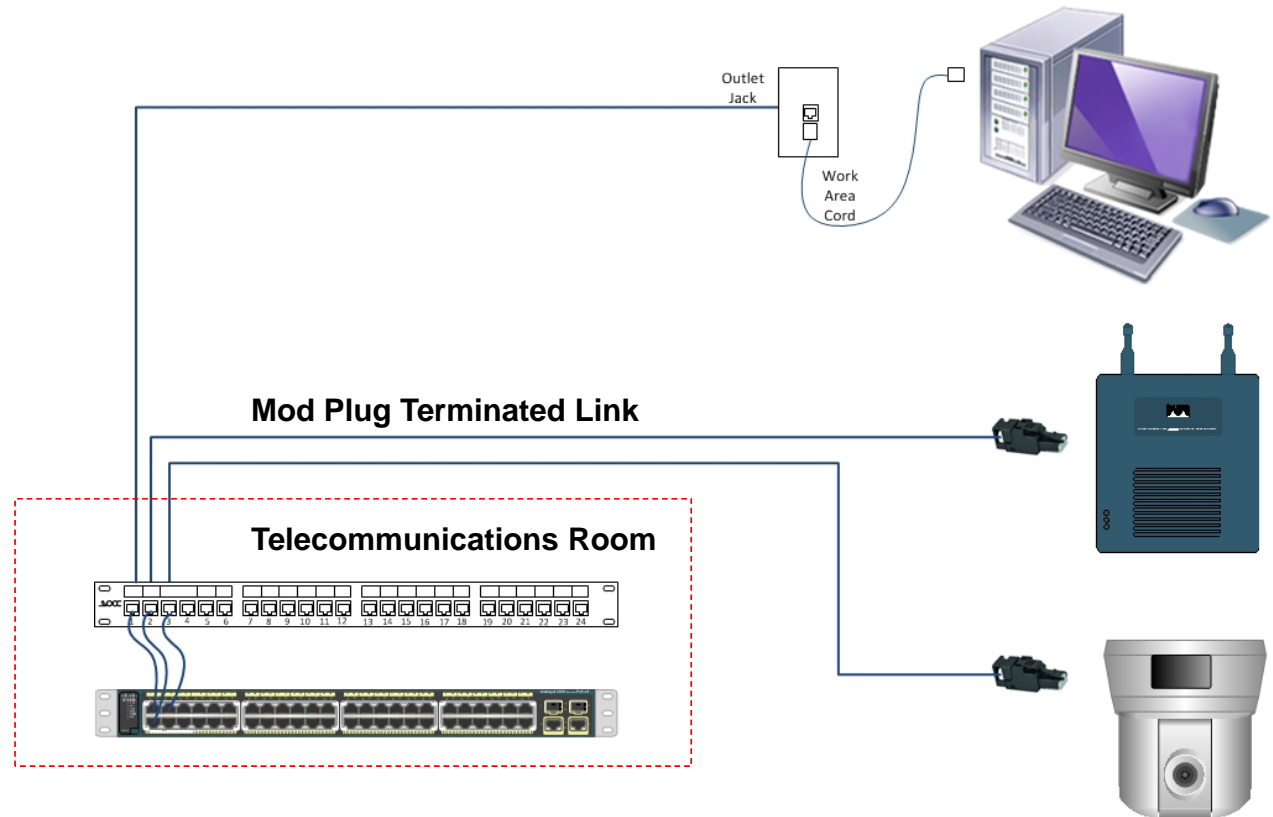 Outlet
Jack
Work
Area
Cord
Mod Plug Terminated Link
Telecommunications Room
1 2 3 4 5 6 7 8 9 10 11 12 13 14 15 16 17 18 19 20 21 22 23 24